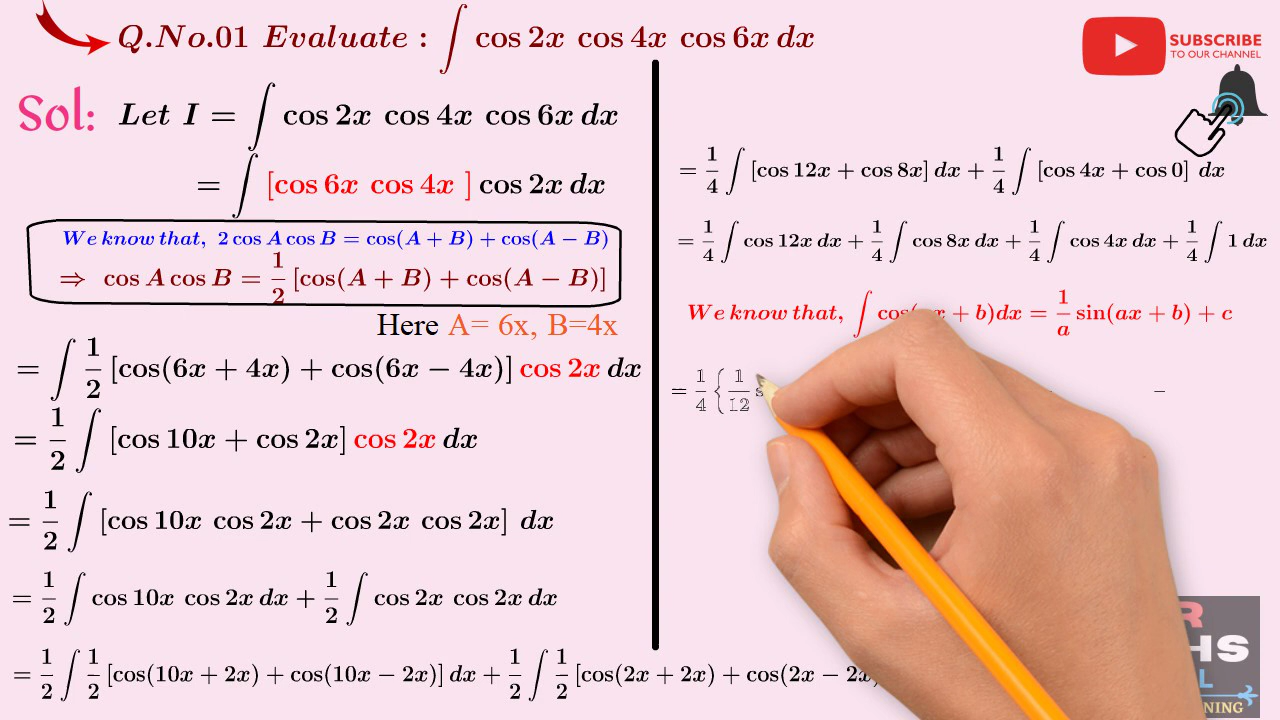 Q.No.01 Evaluate : ∫ cos 2x cos 4x cos 6x dx
SUBSCRIBE
TO OUR CHANNEL
Sol: Let I = ∫ cos 2x cos 4x cos 6x dx
= ∫ [cos 6x cos 4x ] cos 2x dx
We know that, 2 cos A cos B = cos(A + B) + cos(A − B)
⇒ cos A cos B = 1/2 [cos(A + B) + cos(A − B)]
Here A= 6x, B=4x
= ∫ 1/2 [cos(6x + 4x) + cos(6x − 4x)] cos 2x dx
= 1/2 ∫ [cos 10x + cos 2x] cos 2x dx
= 1/2 ∫ [cos 10x cos 2x + cos 2x cos 2x] dx
= 1/2 ∫ cos 10x cos 2x dx + 1/2 ∫ cos 2x cos 2x dx
= 1/2 ∫ 1/2 [cos(10x + 2x) + cos(10x − 2x)] dx + 1/2 ∫ 1/2 [cos(2x + 2x) + cos(2x − 2x)
= 1/4 ∫ [cos 12x + cos 8x] dx + 1/4 ∫ [cos 4x + cos 0] dx
= 1/4 ∫ cos 12x dx + 1/4 ∫ cos 8x dx + 1/4 ∫ cos 4x dx + 1/4 ∫ 1 dx
We know that, ∫ cos( x + b)dx = 1/a sin(ax + b) + c
= 1/4 { 1/12 s
R
HS
L
NING